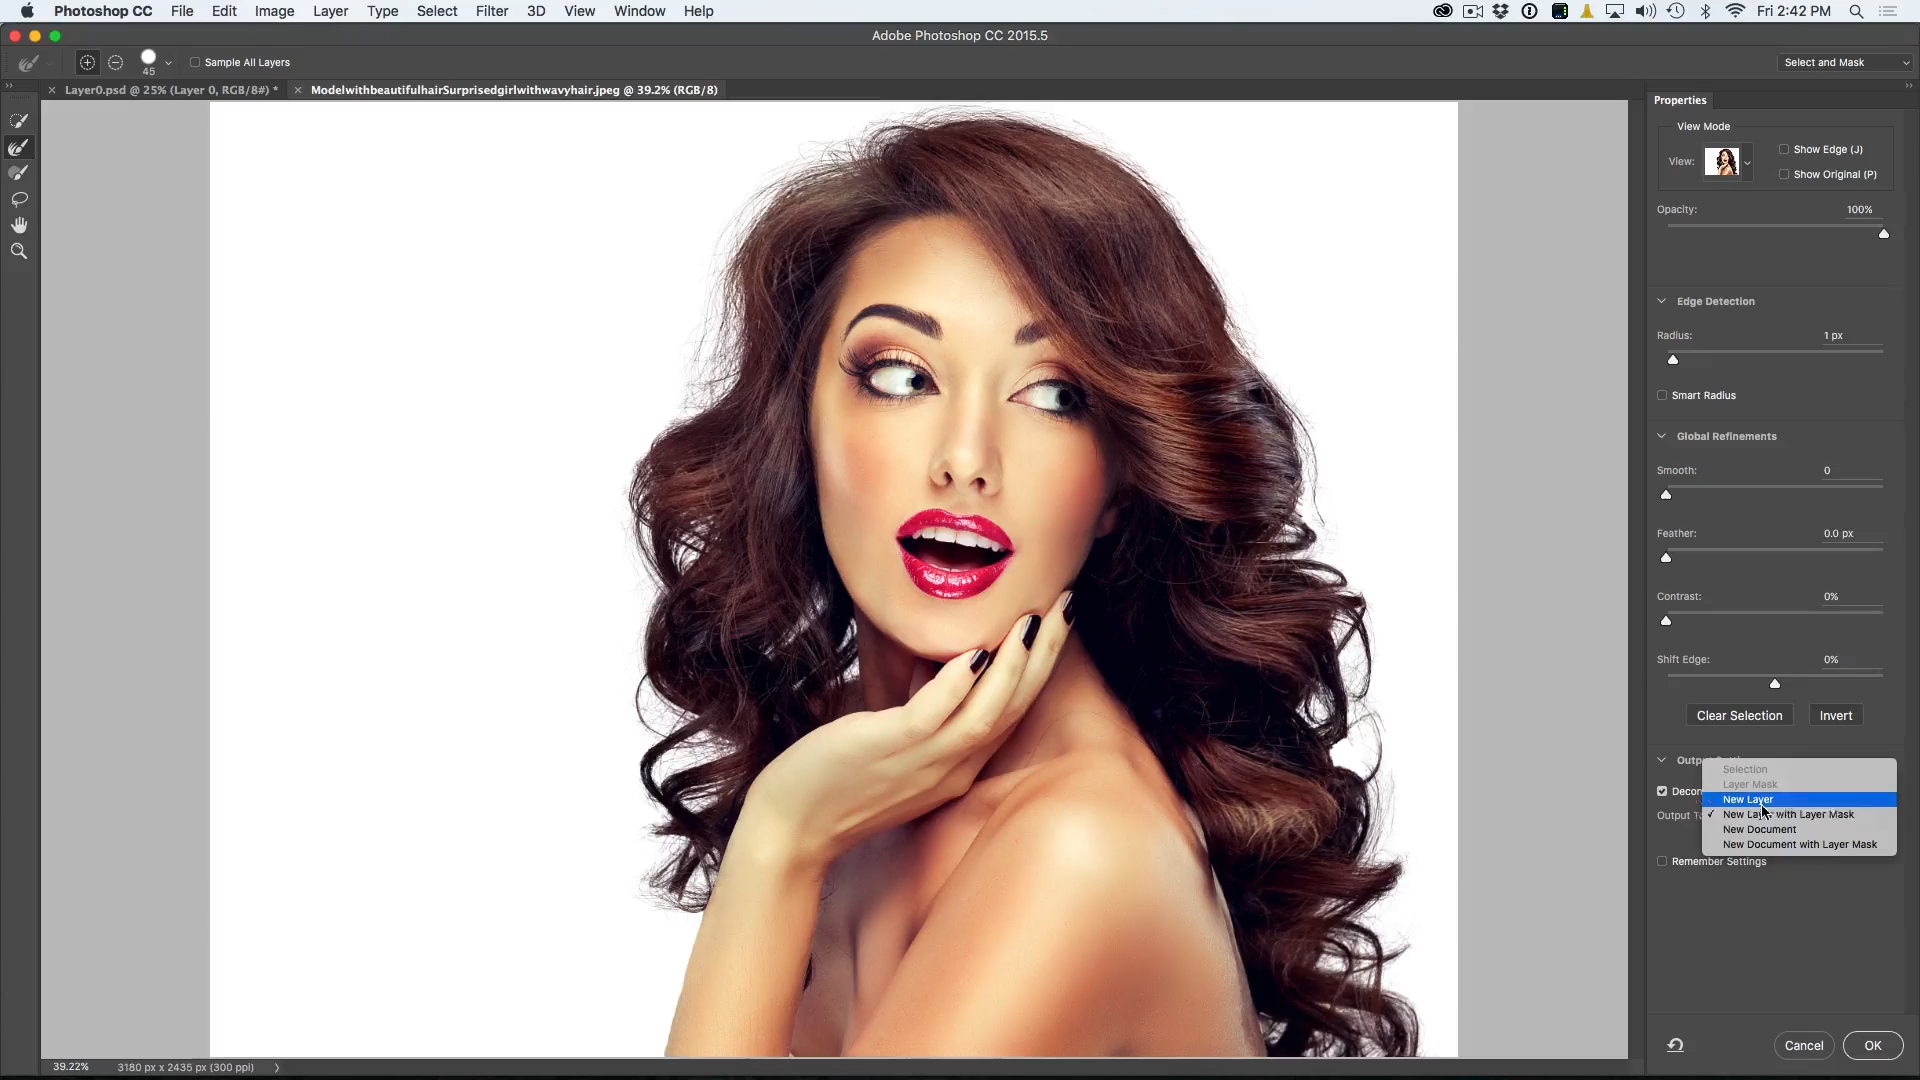 Photoshop CC File Edit Image Layer Type Select Filter 3D View Window Help Fri 2:42 PM
Adobe Photoshop CC 2015.5
45 Sample All Layers Select and Mask
Layer0.psd @ 25% (Layer 0, RGB/8#) * ModelwithbeautifulhairSurprisedgirlwithwavyhair.jpeg @ 39.2% (RGB/8)
Properties
View Mode
View: Show Edge (J)
Show Original (P)
Opacity: 100%
Edge Detection
Radius: 1 px
Smart Radius
Global Refinements
Smooth: 0
Feather: 0.0 px
Contrast: 0%
Shift Edge: 0%
Clear Selection Invert
Selection
Layer Mask
New Layer
New Layer with Layer Mask
Output
New Document
New Document with Layer Mask
Remember Settings
Cancel OK
39.22% 3180 px x 2435 px (300 ppi)